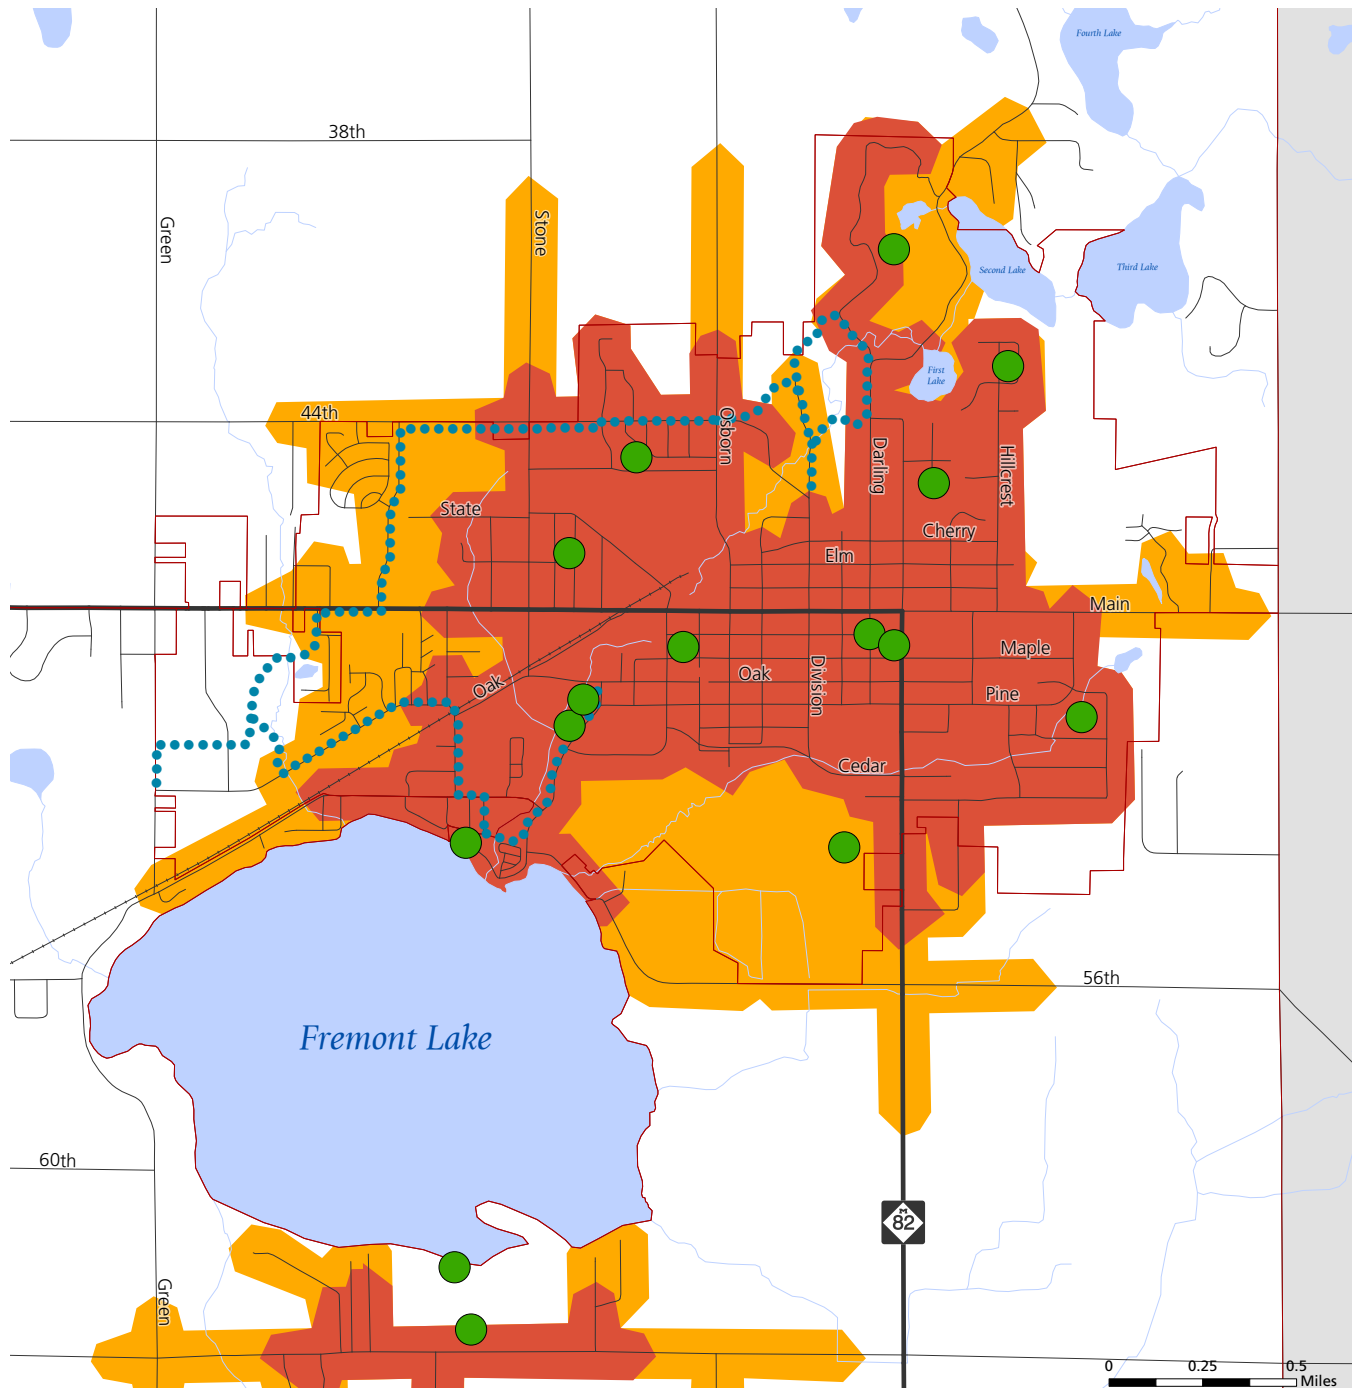 Fourth Lake
38th
Green
Stone
Second Lake
Third Lake
First
Lake
44th
Osborn
Darling
Hillcrest
State
Cherry
Elm
Main
Maple
Oak
Division
Oak
Pine
Cedar
56th
Fremont Lake
60th
M
82
Green
0 0.25 0.5
Miles